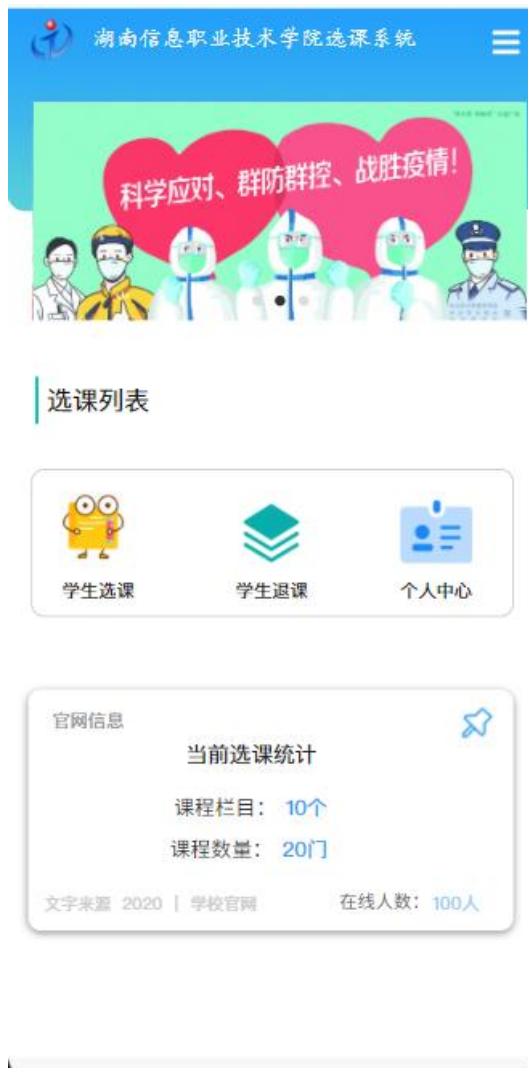 湖南信息职业技术学院选课系统
科学应对、群防群控、战胜疫情!
选课列表
学生选课 学生退课 个人中心
官网信息
当前选课统计
课程栏目: 10个
课程数量: 20门
文字来源 2020 | 学校官网 在线人数: 100人